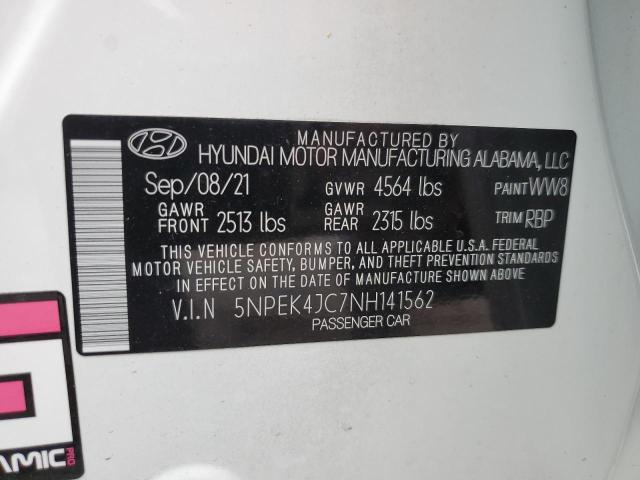 MANUFACTURED BY
HYUNDAI MOTOR MANUFACTURING ALABAMA, LLC
Sep/08/21 GVWR 4564 lbs PAINT WW8
GAWR FRONT 2513 lbs GAWR REAR 2315 lbs TRIM RBP
THIS VEHICLE CONFORMS TO ALL APPLICABLE U.S.A. FEDERAL
MOTOR VEHICLE SAFETY, BUMPER, AND THEFT PREVENTION STANDARDS
IN EFFECT ON THE DATE OF MANUFACTURE SHOWN ABOVE
V.I.N 5NPEK4JC7NH141562
PASSENGER CAR
AMIC PRO